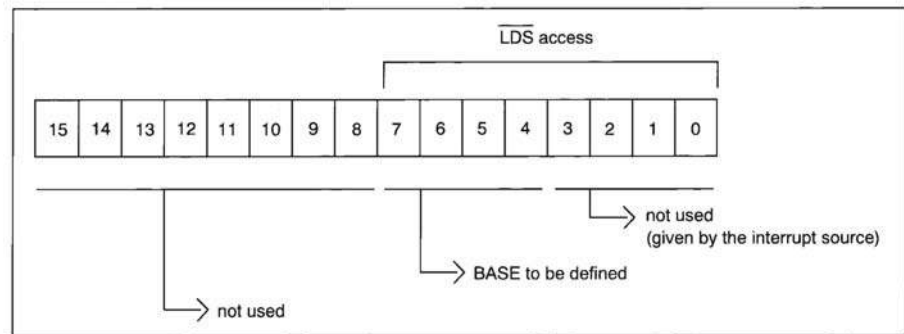 LDS access
15 14 13 12 11 10 9 8 7 6 5 4 3 2 1 0
not used
(given by the interrupt source)
BASE to be defined
not used